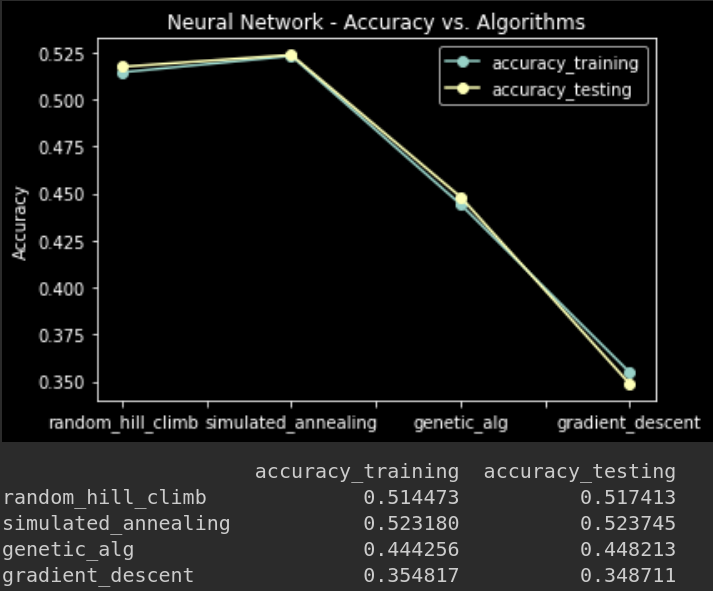 Neural Network - Accuracy vs. Algorithms
accuracy_training
accuracy_testing
Accuracy
0.525
0.500
0.475
0.450
0.425
0.400
0.375
0.350
random_hill_climb simulated_annealing genetic_alg gradient_descent
accuracy_training accuracy_testing
random_hill_climb 0.514473 0.517413
simulated_annealing 0.523180 0.523745
genetic_alg 0.444256 0.448213
gradient_descent 0.354817 0.348711